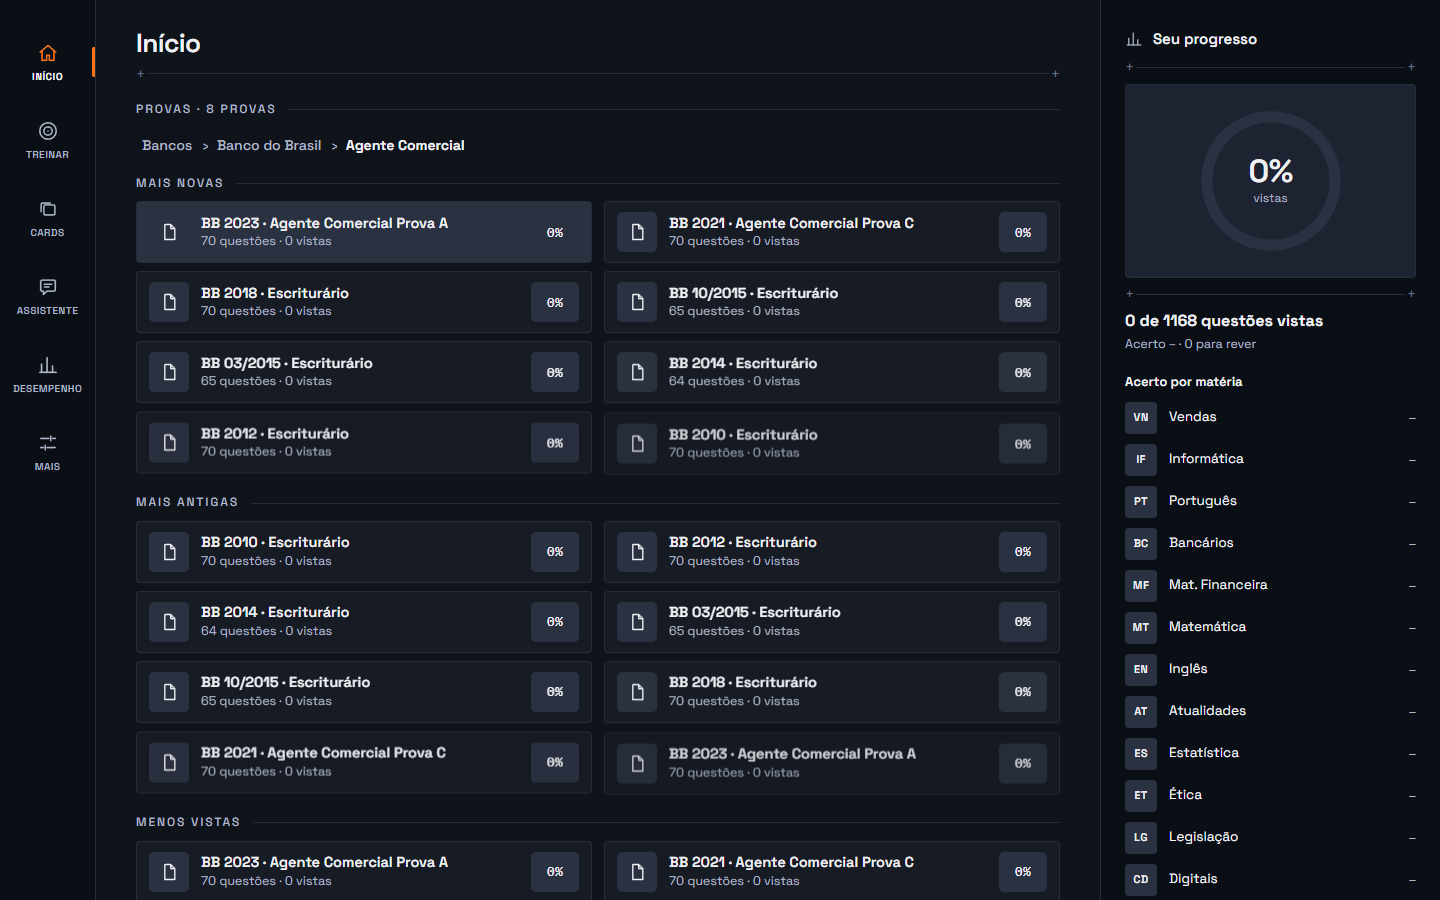 INÍCIO
TREINAR
CARDS
ASSISTENTE
DESEMPENHO
MAIS
Início
PROVAS · 8 PROVAS
Bancos > Banco do Brasil > Agente Comercial
MAIS NOVAS
BB 2023 · Agente Comercial Prova A
70 questões · 0 vistas
0%
BB 2021 · Agente Comercial Prova C
70 questões · 0 vistas
0%
BB 2018 · Escriturário
70 questões · 0 vistas
0%
BB 10/2015 · Escriturário
65 questões · 0 vistas
0%
BB 03/2015 · Escriturário
65 questões · 0 vistas
0%
BB 2014 · Escriturário
64 questões · 0 vistas
0%
BB 2012 · Escriturário
70 questões · 0 vistas
0%
BB 2010 · Escriturário
70 questões · 0 vistas
0%
MAIS ANTIGAS
BB 2010 · Escriturário
70 questões · 0 vistas
0%
BB 2012 · Escriturário
70 questões · 0 vistas
0%
BB 2014 · Escriturário
64 questões · 0 vistas
0%
BB 03/2015 · Escriturário
65 questões · 0 vistas
0%
BB 10/2015 · Escriturário
65 questões · 0 vistas
0%
BB 2018 · Escriturário
70 questões · 0 vistas
0%
BB 2021 · Agente Comercial Prova C
70 questões · 0 vistas
0%
BB 2023 · Agente Comercial Prova A
70 questões · 0 vistas
0%
MENOS VISTAS
BB 2023 · Agente Comercial Prova A
70 questões · 0 vistas
0%
BB 2021 · Agente Comercial Prova C
70 questões · 0 vistas
0%
Seu progresso
0%
vistas
0 de 1168 questões vistas
Acerto – · 0 para rever
Acerto por matéria
VN Vendas –
IF Informática –
PT Português –
BC Bancários –
MF Mat. Financeira –
MT Matemática –
EN Inglês –
AT Atualidades –
ES Estatística –
ET Ética –
LG Legislação –
CD Digitais –